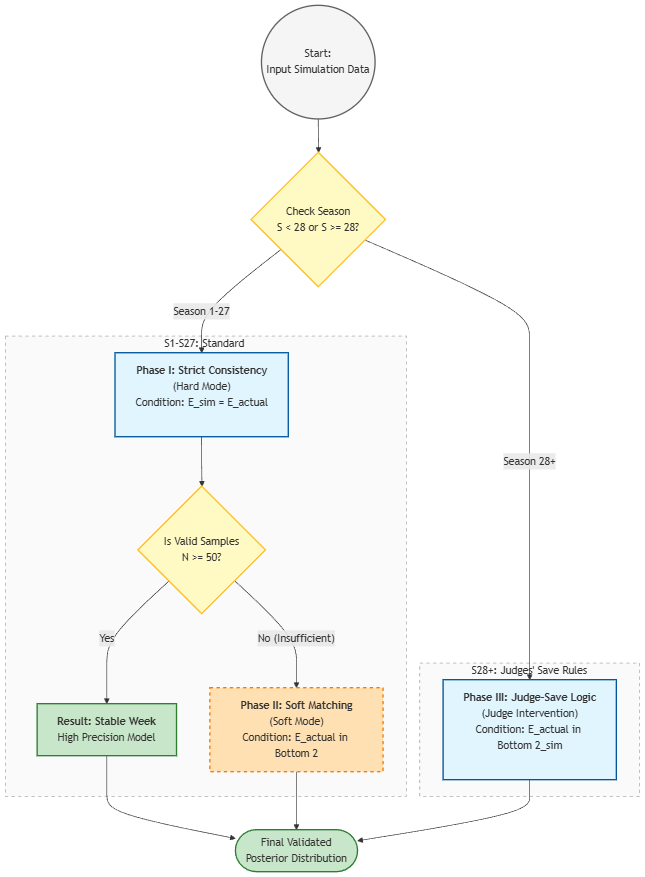 Start:
Input Simulation Data
Check Season
S < 28 or S >= 28?
Season 1-27
S1-S27: Standard
Phase I: Strict Consistency
(Hard Mode)
Condition: E_sim = E_actual
Is Valid Samples
N >= 50?
Yes
No (Insufficient)
Result: Stable Week
High Precision Model
Phase II: Soft Matching
(Soft Mode)
Condition: E_actual in
Bottom 2
Season 28+
S28+: Judges' Save Rules
Phase III: Judge-Save Logic
(Judge Intervention)
Condition: E_actual in
Bottom 2_sim
Final Validated
Posterior Distribution